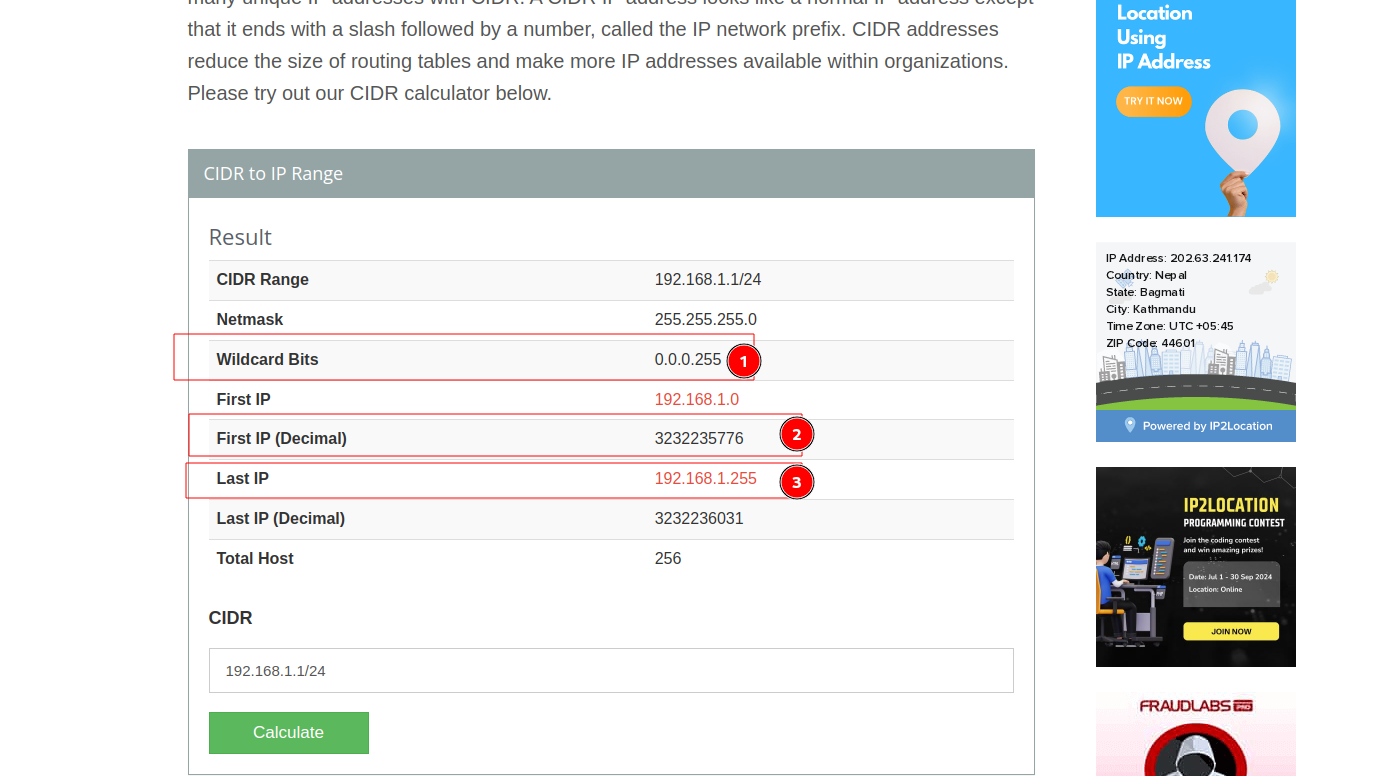 many unique IP addresses with CIDR. A CIDR IP address looks like a normal IP address except
that it ends with a slash followed by a number, called the IP network prefix. CIDR addresses
reduce the size of routing tables and make more IP addresses available within organizations.
Please try out our CIDR calculator below.
CIDR to IP Range
Result
CIDR Range 192.168.1.1/24
Netmask 255.255.255.0
Wildcard Bits 0.0.0.255 1
First IP 192.168.1.0
First IP (Decimal) 3232235776 2
Last IP 192.168.1.255 3
Last IP (Decimal) 3232236031
Total Host 256
CIDR
192.168.1.1/24
Calculate
Location
Using
IP Address
TRY IT NOW
IP Address: 202.63.241.174
Country: Nepal
State: Bagmati
City: Kathmandu
Time Zone: UTC +05:45
ZIP Code: 44601
Powered by IP2Location
IP2LOCATION
PROGRAMMING CONTEST
Join the coding contest
and win amazing prizes!
Date: Jul 1 - 30 Sep 2024
Location: Online
JOIN NOW
FRAUDLABS PRO